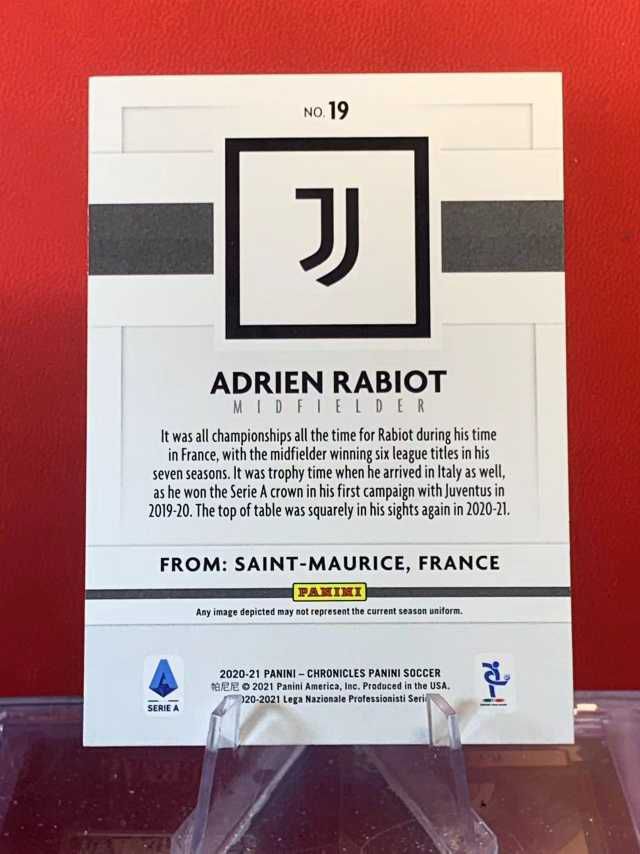 NO. 19
ADRIEN RABIOT
MIDFIELDER
It was all championships all the time for Rabiot during his time
in France, with the midfielder winning six league titles in his
seven seasons. It was trophy time when he arrived in Italy as well,
as he won the Serie A crown in his first campaign with Juventus in
2019-20. The top of table was squarely in his sights again in 2020-21.
FROM: SAINT-MAURICE, FRANCE
PANINI
Any image depicted may not represent the current season uniform.
SERIE A
2020-21 PANINI – CHRONICLES PANINI SOCCER
帕尼尼 © 2021 Panini America, Inc. Produced in the USA.
020-2021 Lega Nazionale Professionisti Seri